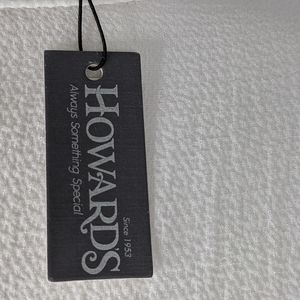 HOWARD'S
Since 1953
Always Something Special